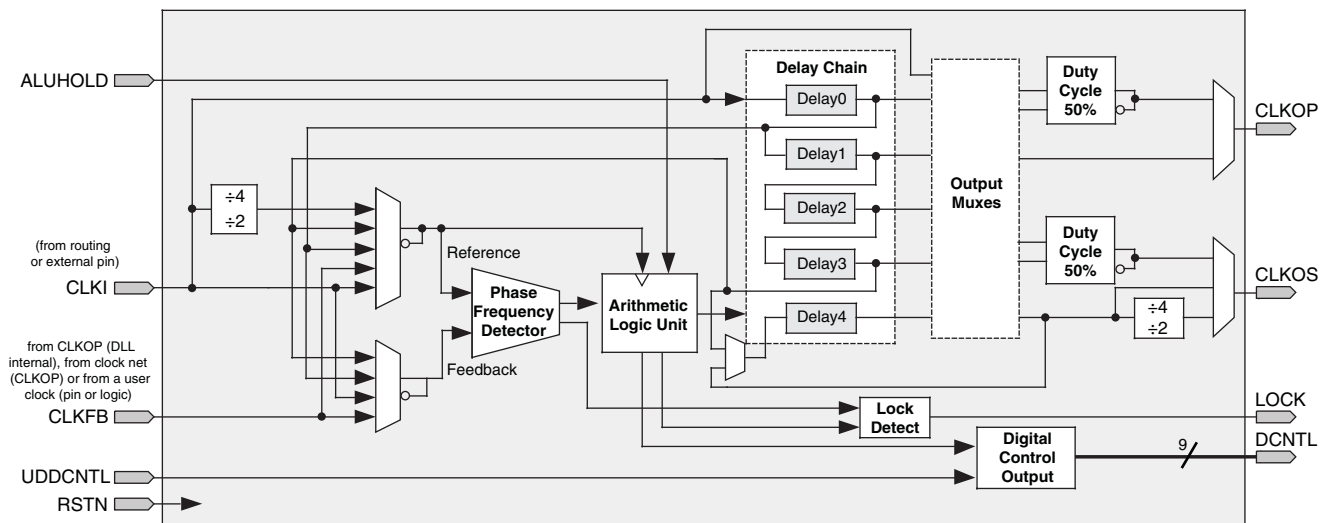 ALUHOLD
(from routing
or external pin)
CLKI
from CLKOP (DLL
internal), from clock net
(CLKOP) or from a user
clock (pin or logic)
CLKFB
UDDCNTL
RSTN
÷4
÷2
Reference
Feedback
Phase
Frequency
Detector
Arithmetic
Logic Unit
Delay Chain
Delay0
Delay1
Delay2
Delay3
Delay4
Output
Muxes
Duty
Cycle
50%
Duty
Cycle
50%
÷4
÷2
Lock
Detect
Digital
Control
Output
9
CLKOP
CLKOS
LOCK
DCNTL